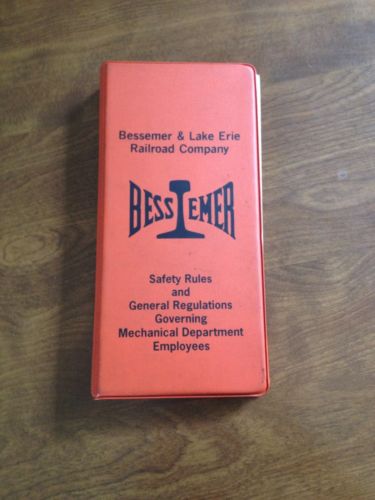 Bessemer & Lake Erie
Railroad Company
BESSEMER
Safety Rules
and
General Regulations
Governing
Mechanical Department
Employees